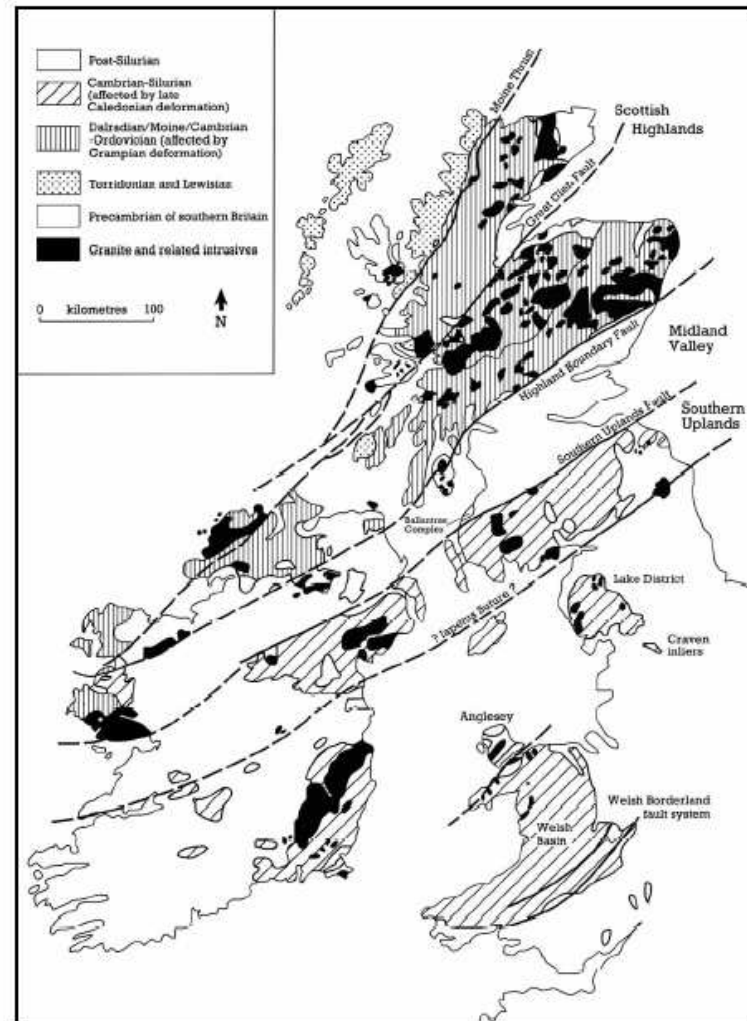 Post-Silurian
Cambrian-Silurian
(affected by late
Caledonian deformation)
Dalradian/Moine/Cambrian
-Ordovician (affected by
Grampian deformation)
Torridonian and Lewisian
Precambrian of southern Britain
Granite and related intrusives
0 kilometres 100
N
Moine Thrust
Scottish
Highlands
Great Glen Fault
Midland
Valley
Highland Boundary Fault
Southern Uplands Fault
Southern
Uplands
Ballantrae
Complex
? Iapetus Suture ?
Lake District
Craven
inliers
Anglesey
Welsh Borderland
fault system
Welsh
Basin